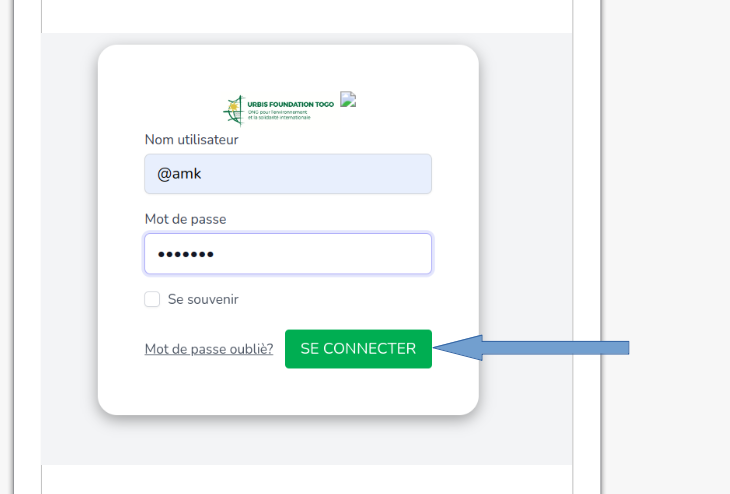 URBIS FOUNDATION TOGO
ONG pour l'environnement
et la solidarité internationale
Nom utilisateur
@amk
Mot de passe
•••••••
Se souvenir
Mot de passe oubliè?
SE CONNECTER